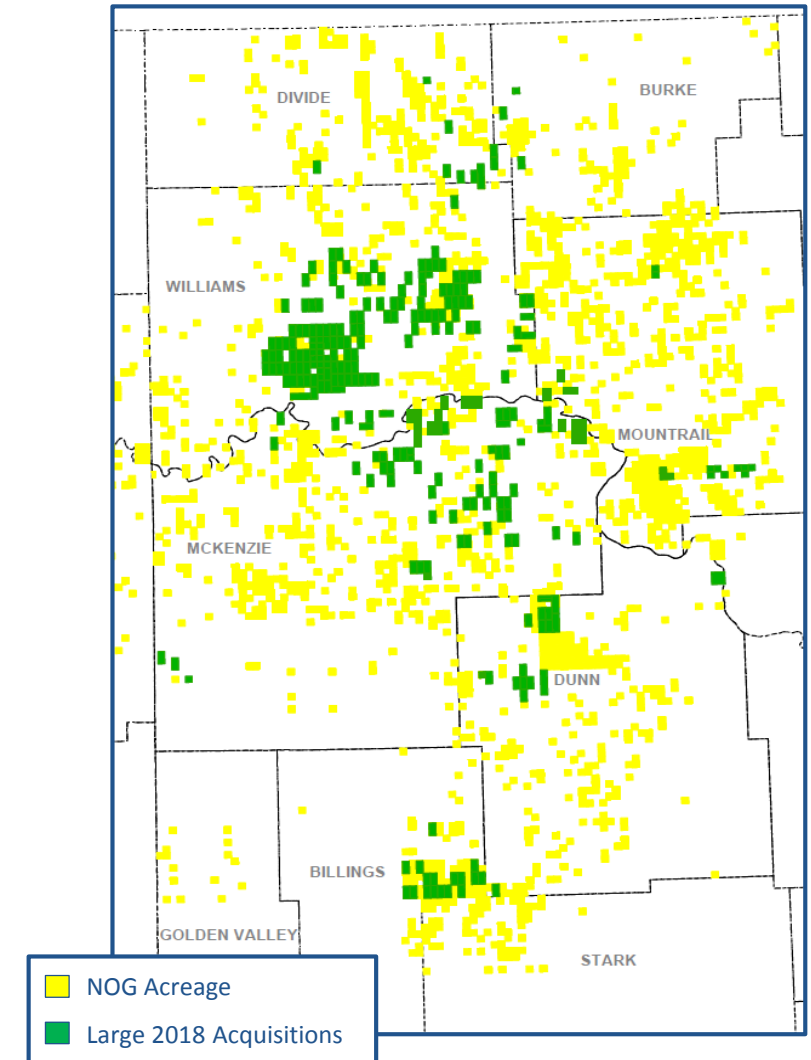 DIVIDE
BURKE
WILLIAMS
MOUNTRAIL
MCKENZIE
DUNN
BILLINGS
GOLDEN VALLEY
STARK
NOG Acreage
Large 2018 Acquisitions